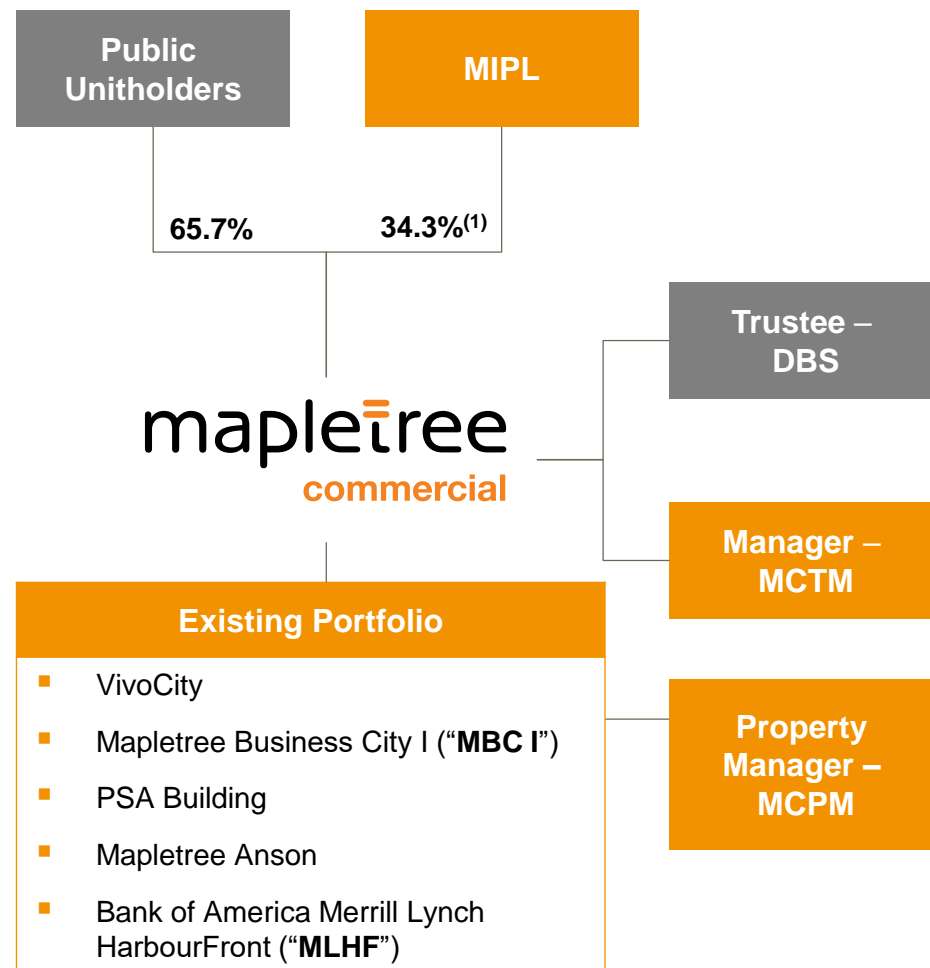 Public
Unitholders
MIPL
65.7%
34.3%(1)
Trustee –
DBS
mapletree
commercial
Manager –
MCTM
Existing Portfolio
▪ VivoCity
▪ Mapletree Business City I (“MBC I”)
▪ PSA Building
▪ Mapletree Anson
▪ Bank of America Merrill Lynch
HarbourFront (“MLHF”)
Property
Manager –
MCPM